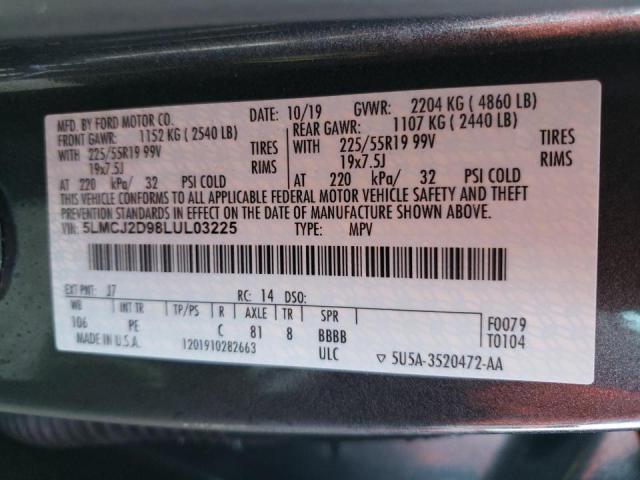 MFD. BY FORD MOTOR CO.
DATE: 10/19 GVWR: 2204 KG ( 4860 LB)
FRONT GAWR: 1152 KG ( 2540 LB) REAR GAWR: 1107 KG ( 2440 LB)
WITH 225/55R19 99V TIRES WITH 225/55R19 99V TIRES
19x7.5J RIMS 19x7.5J RIMS
AT 220 kPa/ 32 PSI COLD AT 220 kPa/ 32 PSI COLD
THIS VEHICLE CONFORMS TO ALL APPLICABLE FEDERAL MOTOR VEHICLE SAFETY AND THEFT
PREVENTION STANDARDS IN EFFECT ON THE DATE OF MANUFACTURE SHOWN ABOVE.
VIN: 5LMCJ2D98LUL03225 TYPE: MPV
EXT PNT: J7 RC: 14 DSO:
WB INT TR TP/PS R AXLE TR SPR
106 PE C 81 8 BBBB F0079
T0104
MADE IN U.S.A. 1201910282663 ULC ▽ 5U5A-3520472-AA